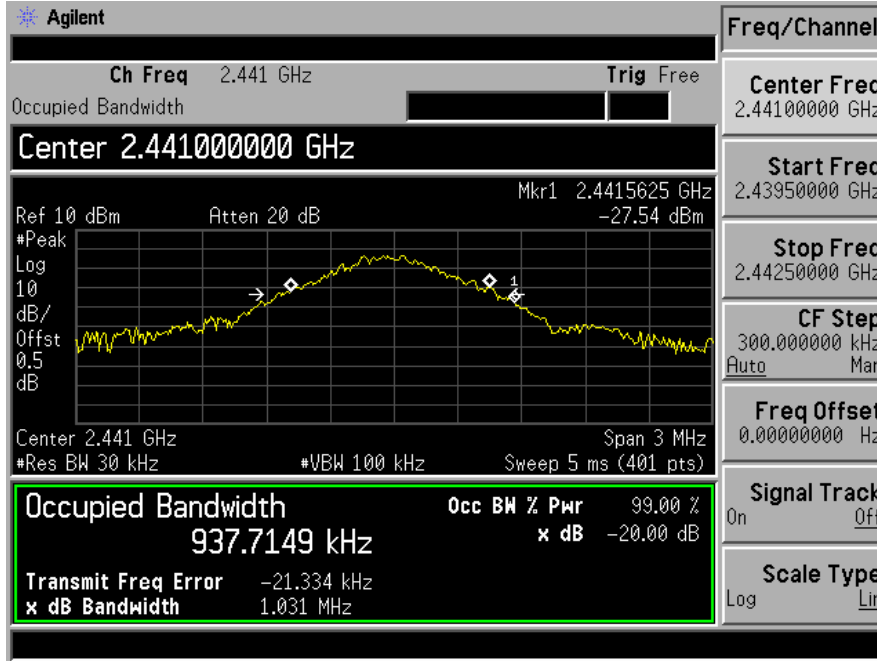 Agilent
Freq/Channel
Ch Freq 2.441 GHz Trig Free
Occupied Bandwidth
Center Freq
2.44100000 GHz
Center 2.441000000 GHz
Start Freq
2.43950000 GHz
Mkr1 2.4415625 GHz
Ref 10 dBm Atten 20 dB -27.54 dBm
#Peak
Log
10
dB/
Offst
0.5
dB
1
Stop Freq
2.44250000 GHz
CF Step
300.000000 kHz
Auto Man
Freq Offset
0.00000000 Hz
Center 2.441 GHz Span 3 MHz
#Res BW 30 kHz #VBW 100 kHz Sweep 5 ms (401 pts)
Occupied Bandwidth
937.7149 kHz
Occ BW % Pwr 99.00 %
x dB -20.00 dB
Transmit Freq Error -21.334 kHz
x dB Bandwidth 1.031 MHz
Signal Track
On Off
Scale Type
Log Lin